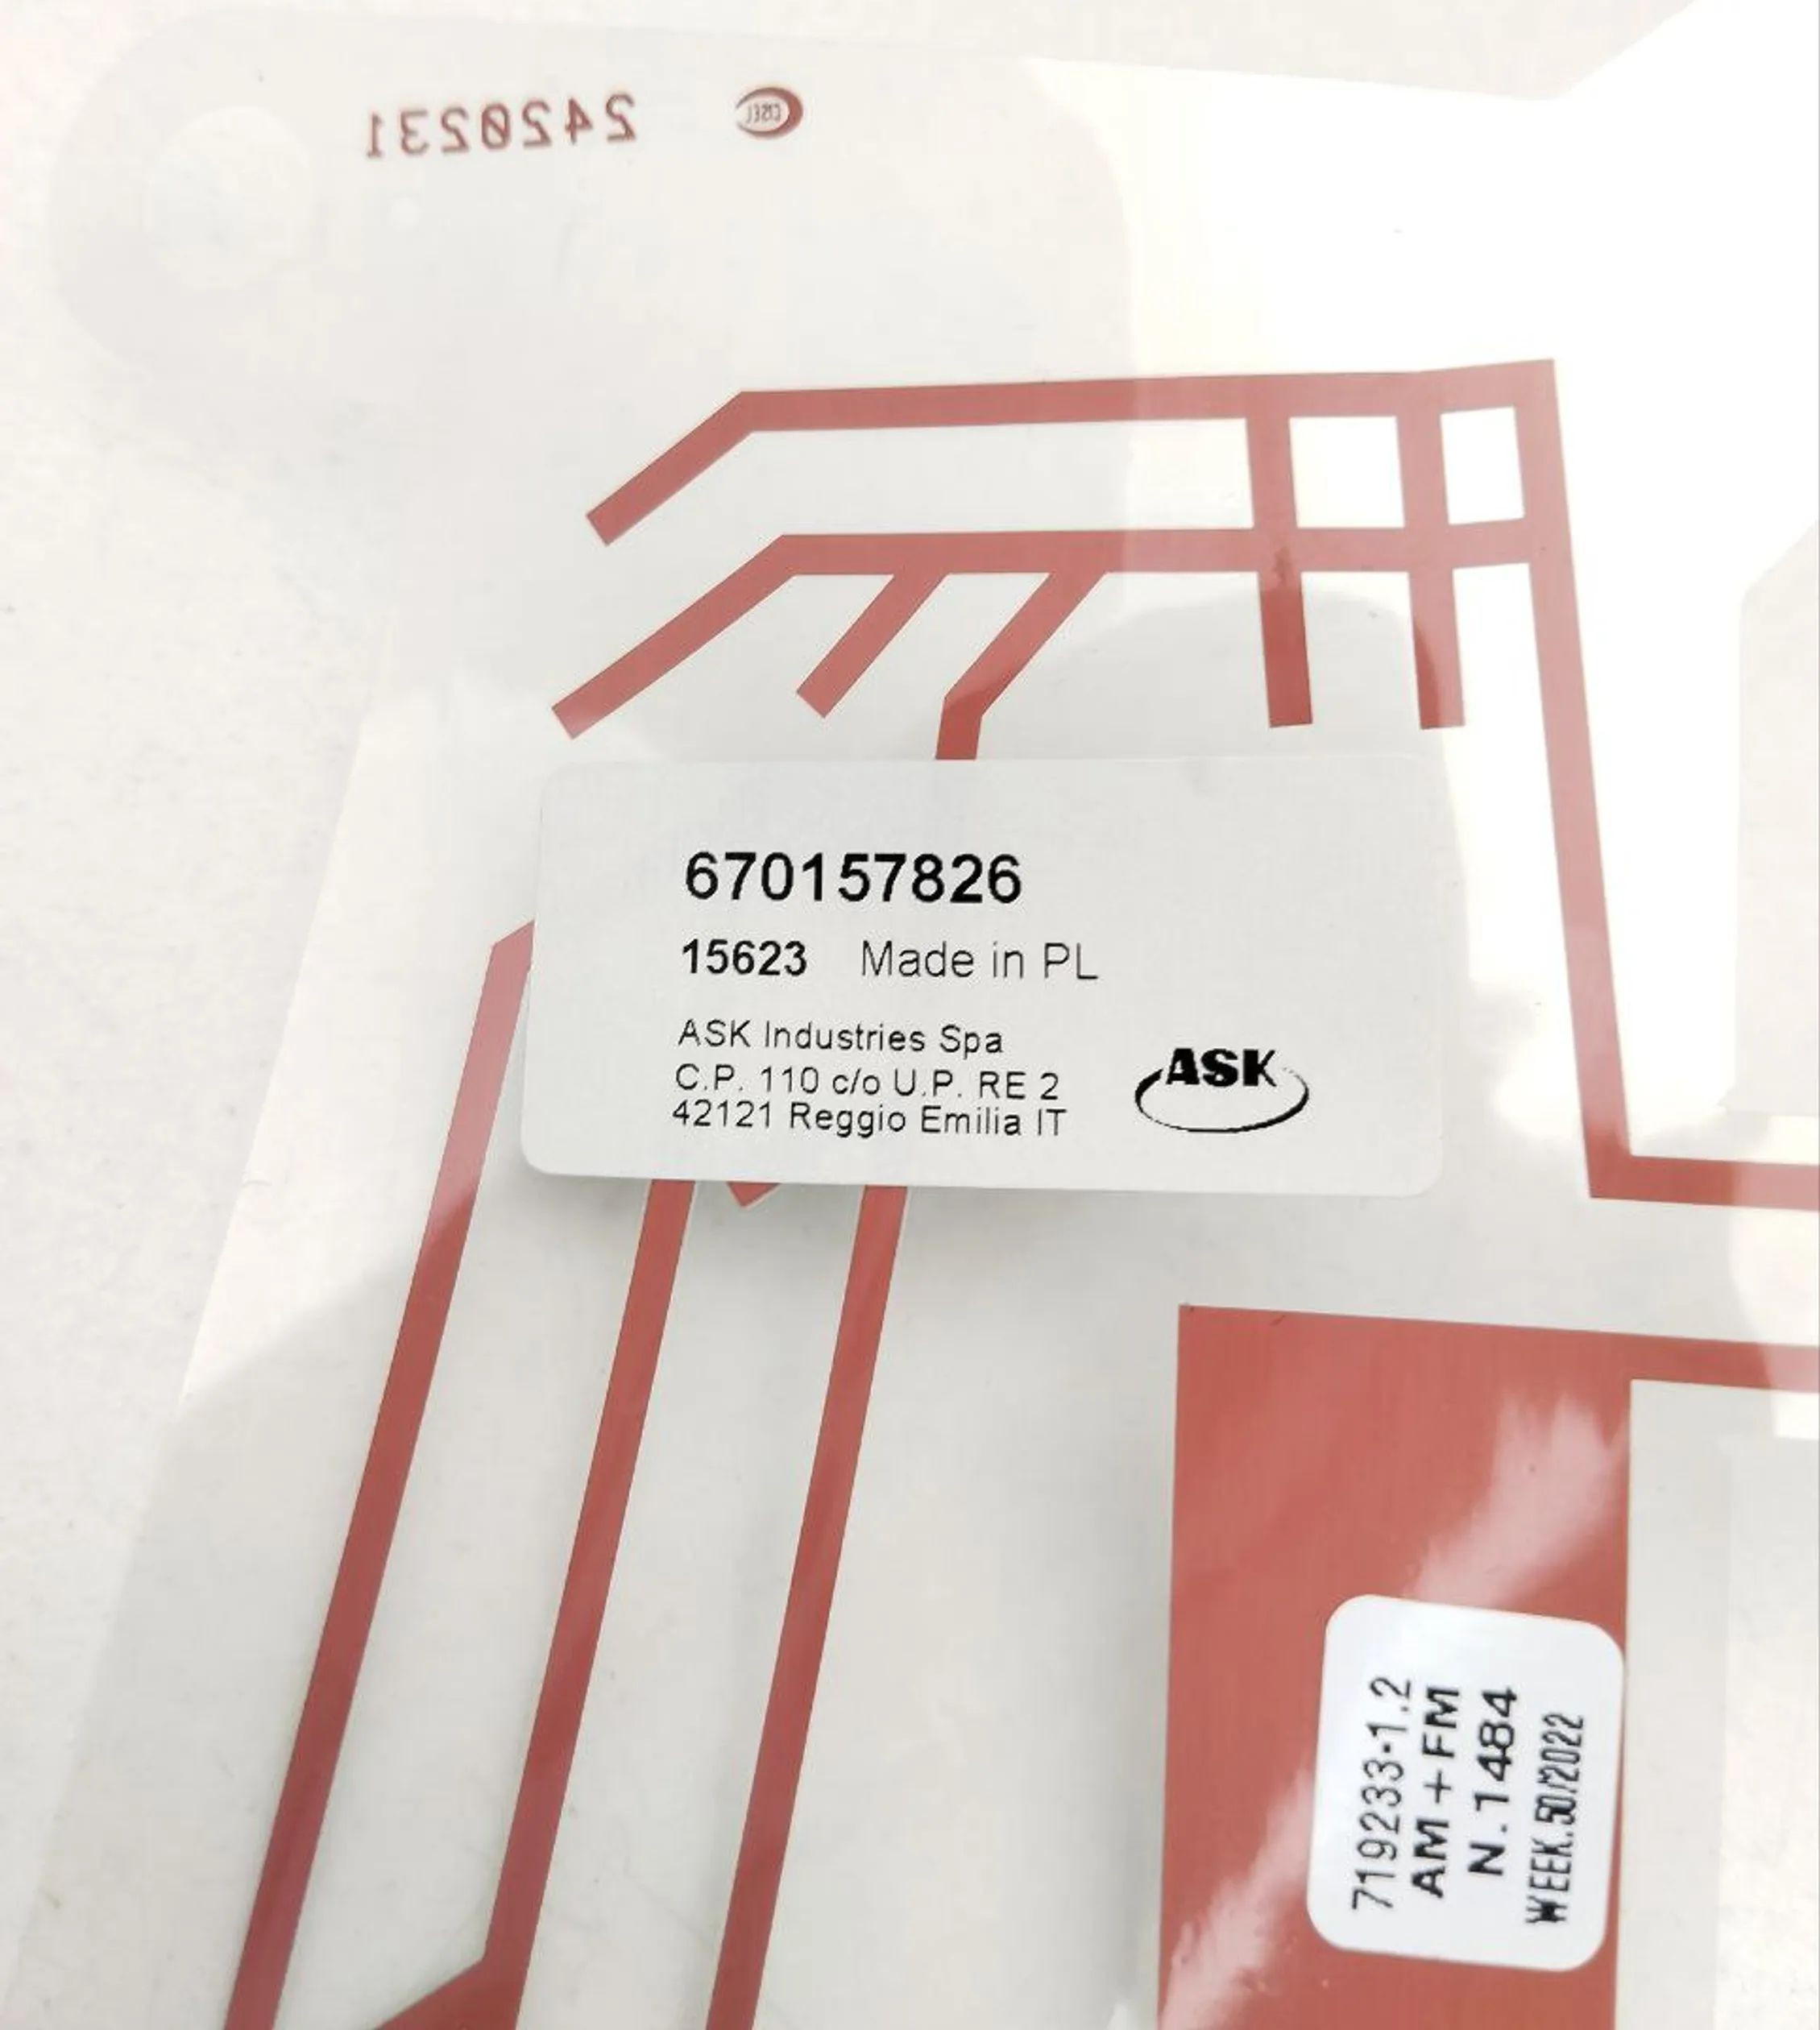 2420231
670157826
15623 Made in PL
ASK Industries Spa
C.P. 110 c/o U.P. RE 2
42121 Reggio Emilia IT
ASK
719233-1.2
AM+FM
N.1484
WEEK.50/2022